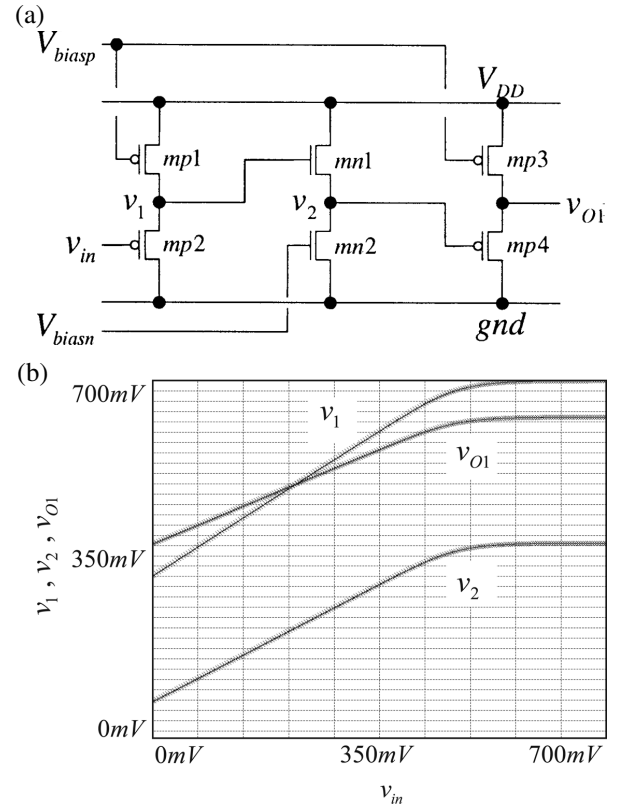 (a)
V_biasp
V_DD
mp1
mn1
mp3
v_1
v_2
v_O1
v_in
mp2
mn2
mp4
V_biasn
gnd
(b)
700mV
v_1
v_O1
350mV
v_2
v_1 , v_2 , v_O1
0mV
0mV 350mV 700mV
v_in